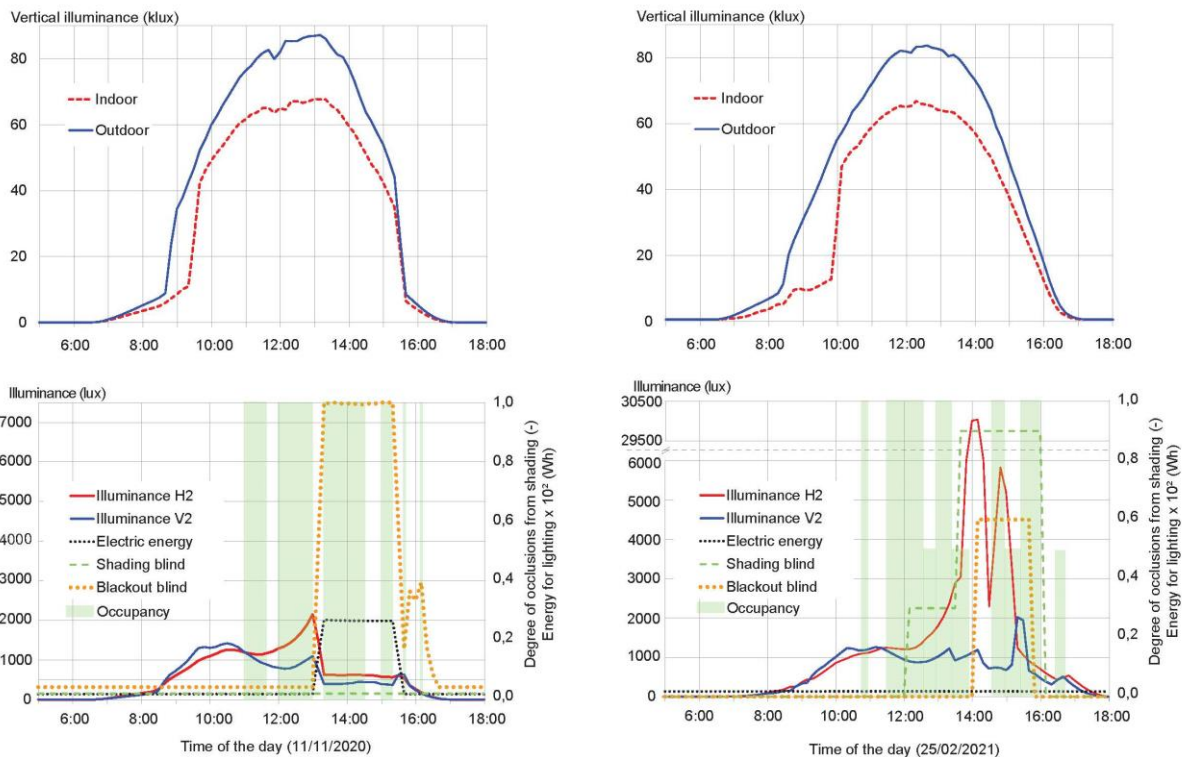 Vertical illuminance (klux)
80
60
40
20
0
Indoor
Outdoor
6:00 8:00 10:00 12:00 14:00 16:00 18:00
Vertical illuminance (klux)
80
60
40
20
0
Indoor
Outdoor
6:00 8:00 10:00 12:00 14:00 16:00 18:00
Illuminance (lux)
7000
6000
5000
4000
3000
2000
1000
0
Illuminance H2
Illuminance V2
Electric energy
Shading blind
Blackout blind
Occupancy
1,0
0,8
0,6
0,4
0,2
0,0
Degree of occlusions from shading (-)
Energy for lighting x 10² (Wh)
6:00 8:00 10:00 12:00 14:00 16:00 18:00
Time of the day (11/11/2020)
Illuminance (lux)
30500
29500
6000
5000
4000
3000
2000
1000
0
Illuminance H2
Illuminance V2
Electric energy
Shading blind
Blackout blind
Occupancy
1,0
0,8
0,6
0,4
0,2
0,0
Degree of occlusions from shading (-)
Energy for lighting x 10² (Wh)
6:00 8:00 10:00 12:00 14:00 16:00 18:00
Time of the day (25/02/2021)